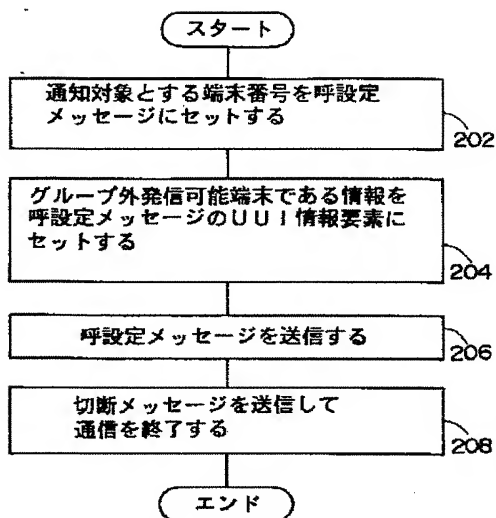 スタート
通知対象とする端末番号を呼設定
メッセージにセットする
202
グループ外発信可能端末である情報を
呼設定メッセージのUUI情報要素に
セットする
204
呼設定メッセージを送信する
206
切断メッセージを送信して
通信を終了する
208
エンド